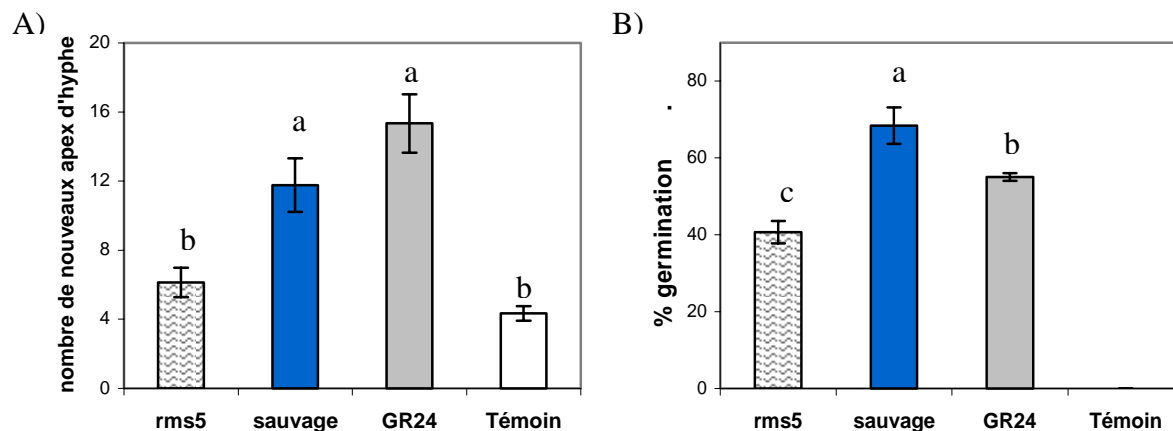 A)
nombre de nouveaux apex d'hyphe
20
16
12
8
4
0
b
a
a
b
rms5 sauvage GR24 Témoin
B)
% germination
80
60
40
20
0
c
a
b
rms5 sauvage GR24 Témoin